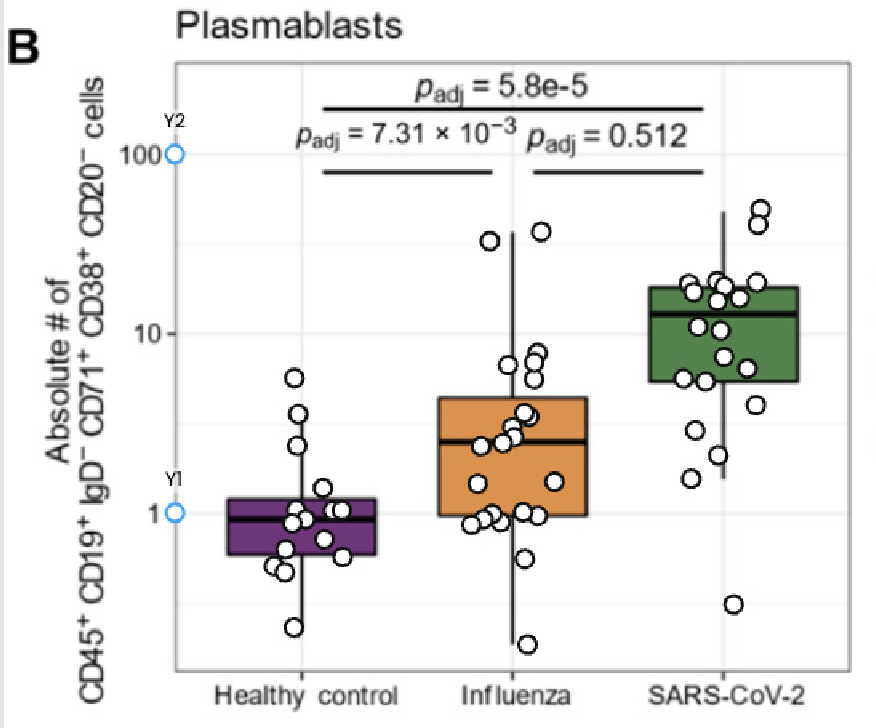 B
Plasmablasts
Absolute # of
CD45⁺ CD19⁺ IgD⁻ CD71⁺ CD38⁺ CD20⁻ cells
Y2
100
10
Y1
1
p_adj = 5.8e-5
p_adj = 7.31 × 10⁻³ p_adj = 0.512
Healthy control Influenza SARS-CoV-2